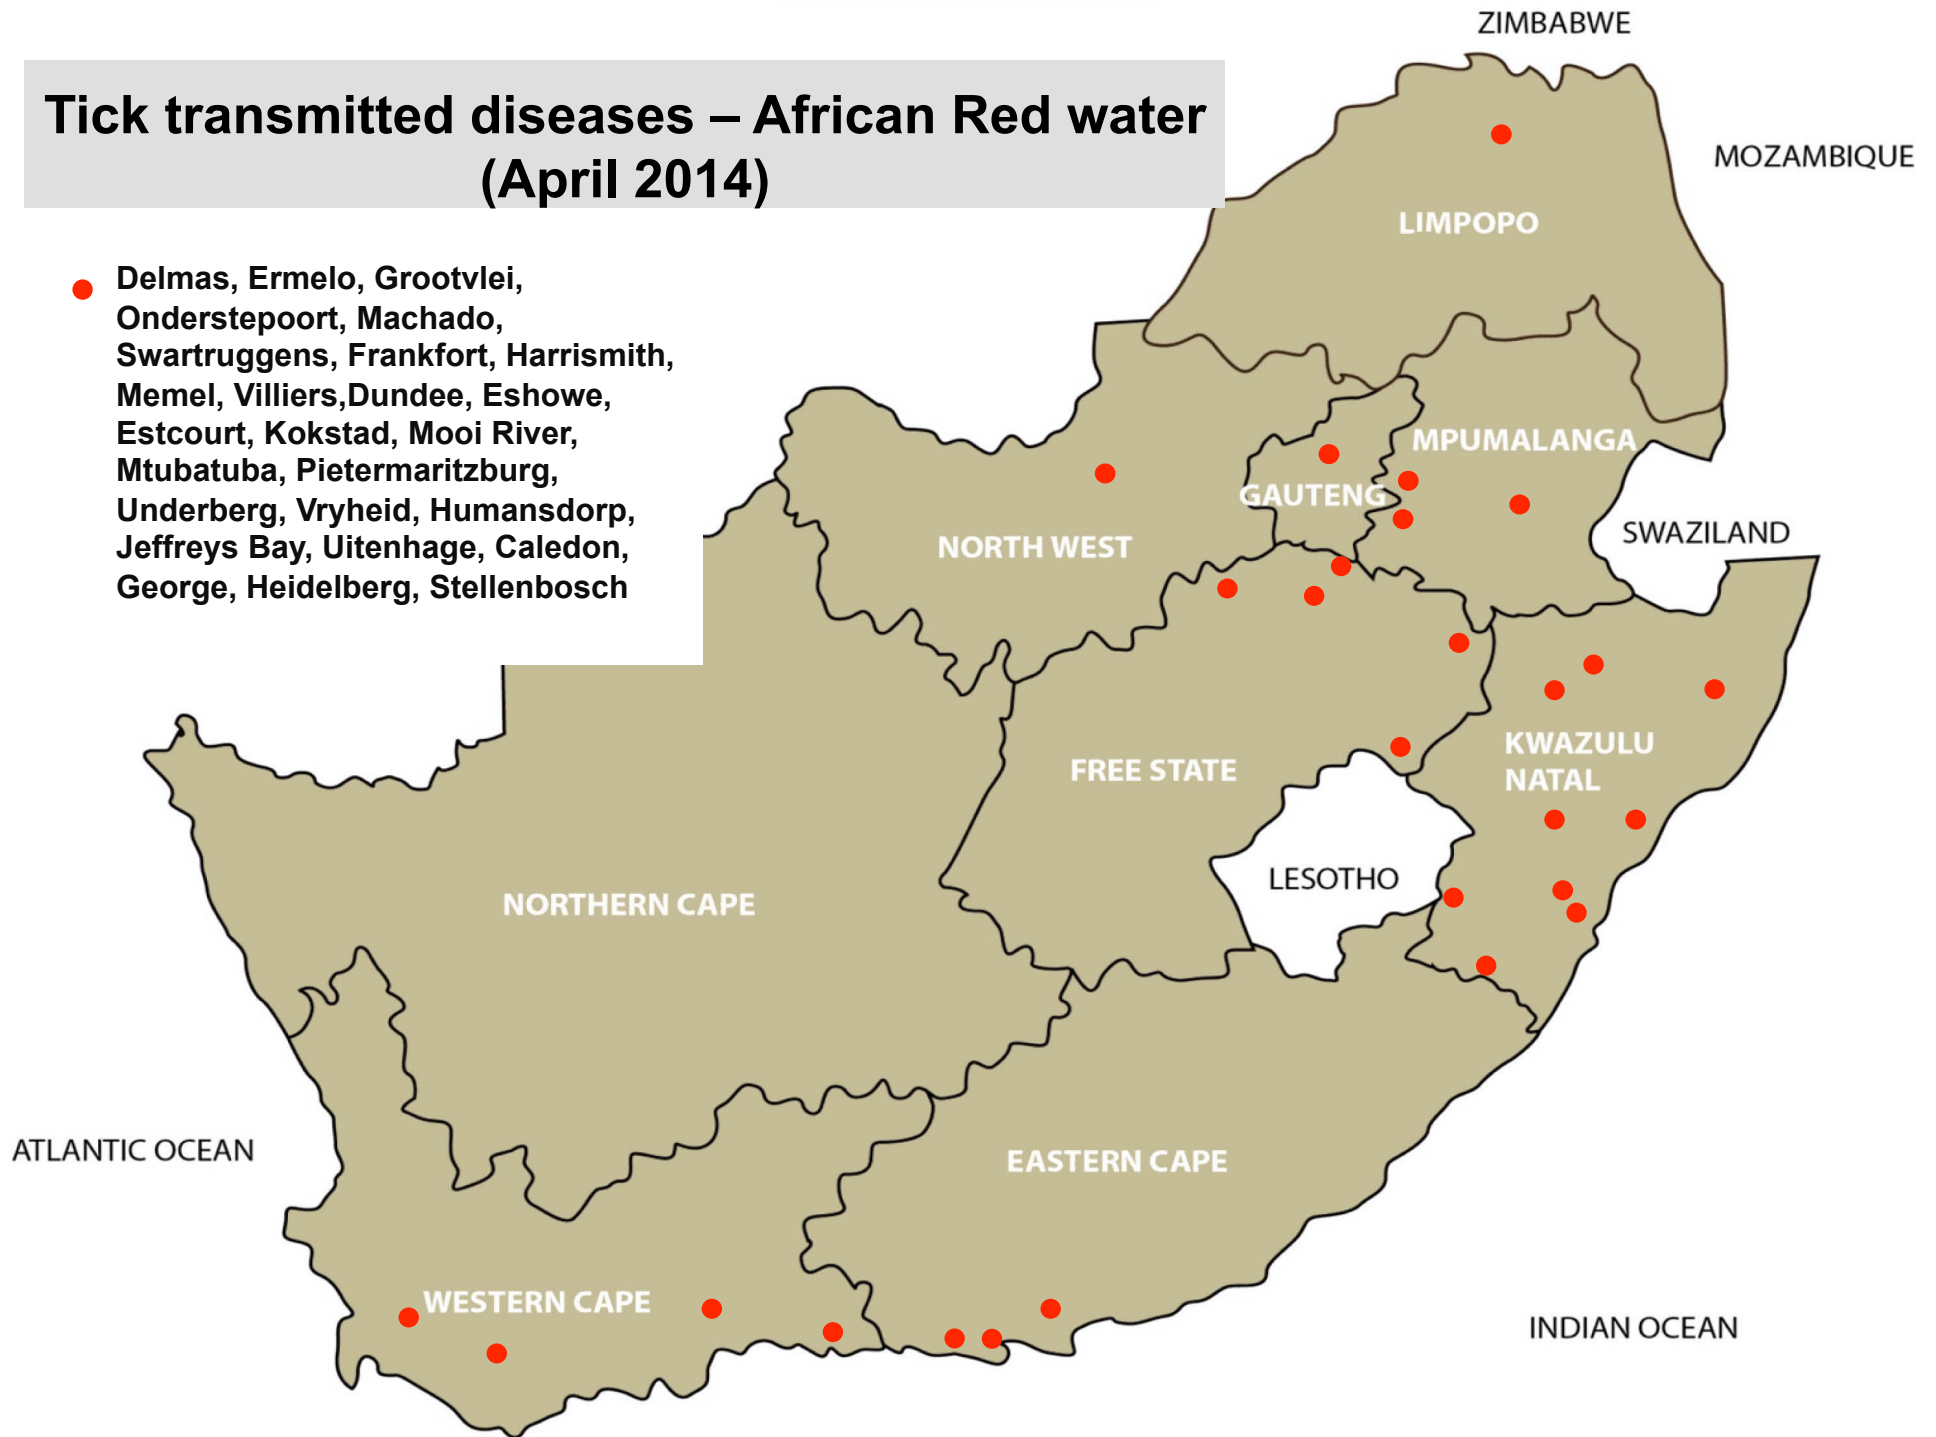 Tick transmitted diseases – African Red water
(April 2014)
Delmas, Ermelo, Grootvlei,
Onderstepoort, Machado,
Swartruggens, Frankfort, Harrismith,
Memel, Villiers,Dundee, Eshowe,
Estcourt, Kokstad, Mooi River,
Mtubatuba, Pietermaritzburg,
Underberg, Vryheid, Humansdorp,
Jeffreys Bay, Uitenhage, Caledon,
George, Heidelberg, Stellenbosch
ZIMBABWE
MOZAMBIQUE
LIMPOPO
MPUMALANGA
GAUTENG
SWAZILAND
NORTH WEST
KWAZULU
NATAL
FREE STATE
LESOTHO
NORTHERN CAPE
ATLANTIC OCEAN
EASTERN CAPE
WESTERN CAPE
INDIAN OCEAN